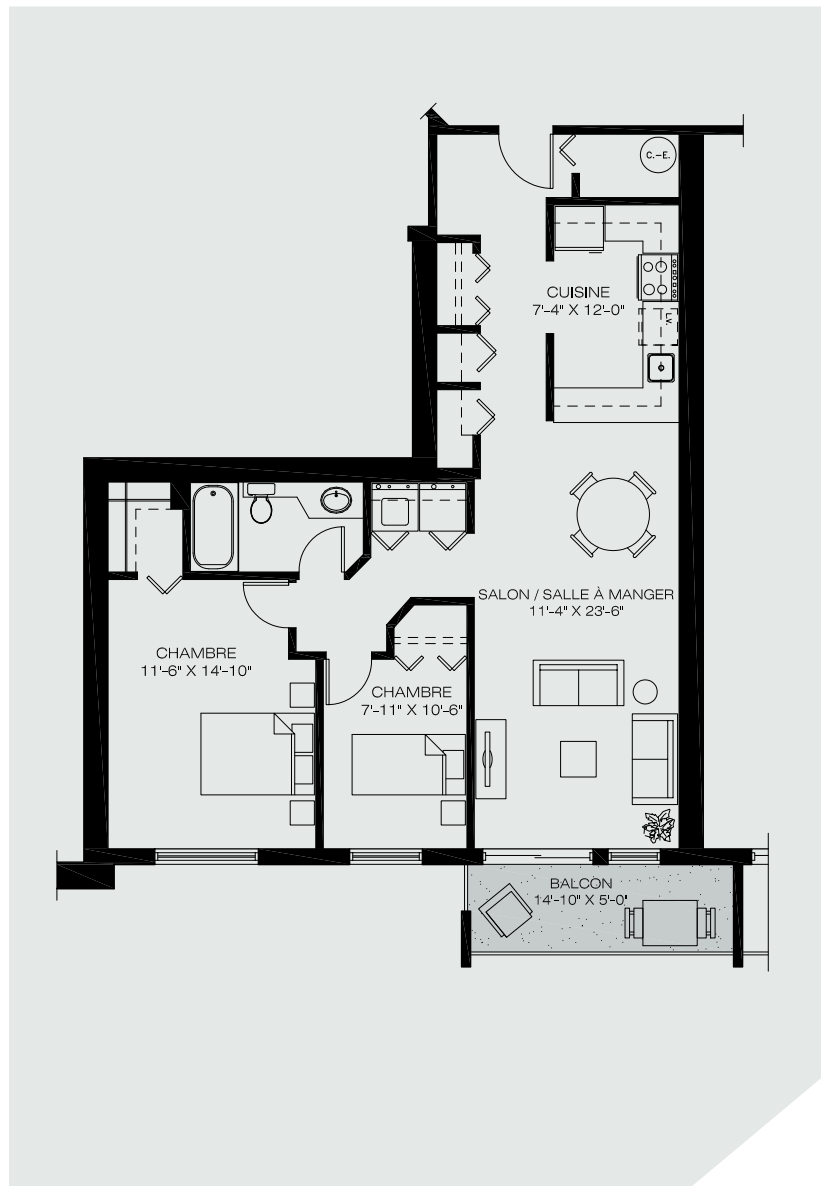 C.-E.
CUISINE
7'-4" X 12'-0"
LV.
SALON / SALLE À MANGER
11'-4" X 23'-6"
CHAMBRE
11'-6" X 14'-10"
CHAMBRE
7'-11" X 10'-6"
BALCON
14'-10" X 5'-0"